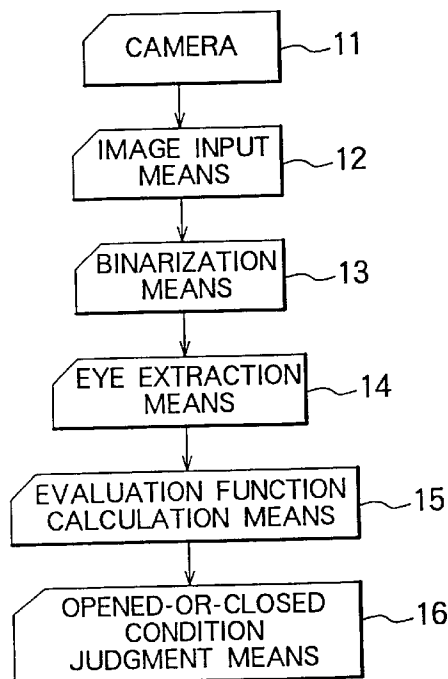 CAMERA
11
IMAGE INPUT
MEANS
12
BINARIZATION
MEANS
13
EYE EXTRACTION
MEANS
14
EVALUATION FUNCTION
CALCULATION MEANS
15
OPENED-OR-CLOSED
CONDITION
JUDGMENT MEANS
16